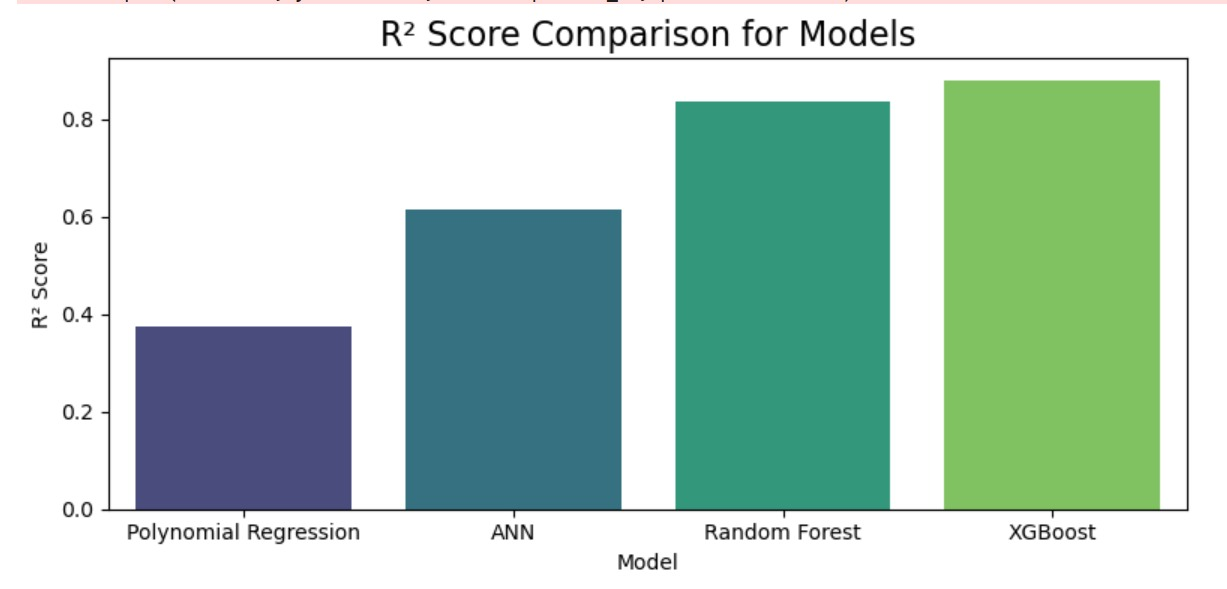 R² Score Comparison for Models
0.8
0.6
0.4
0.2
0.0
R² Score
Polynomial Regression ANN Random Forest XGBoost
Model